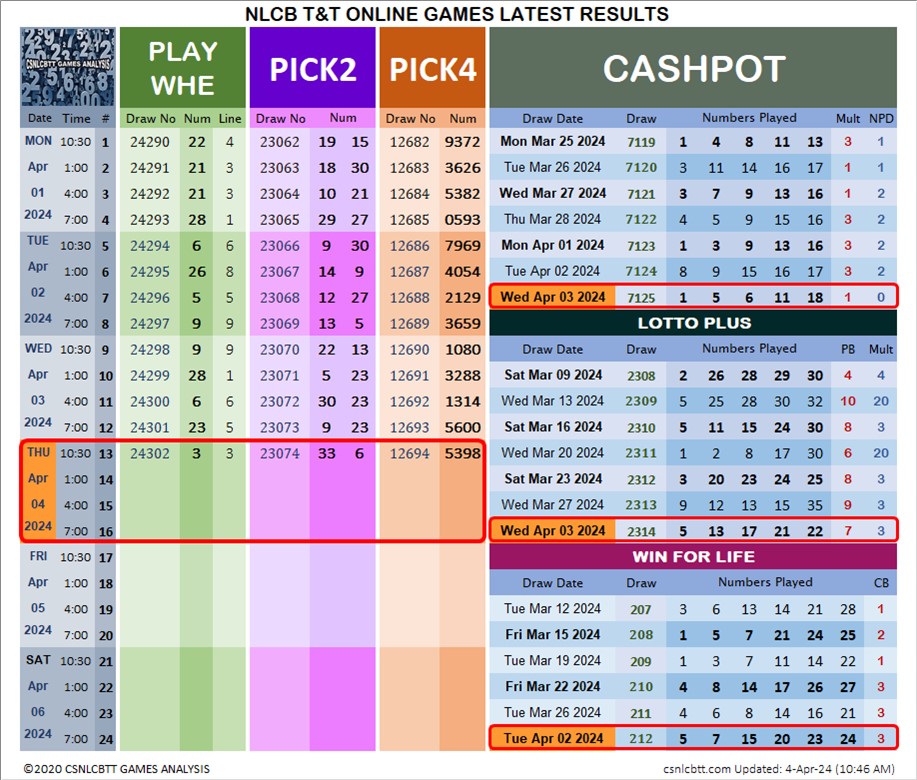 NLCB T&T ONLINE GAMES LATEST RESULTS
CSNLCBTT GAMES ANALYSIS
PLAY WHE PICK2 PICK4
Date Time # Draw No Num Line Draw No Num Draw No Num
MON 10:30 1 24290 22 4 23062 19 15 12682 9372
Apr 1:00 2 24291 21 3 23063 18 30 12683 3626
01 4:00 3 24292 21 3 23064 10 21 12684 5382
2024 7:00 4 24293 28 1 23065 29 27 12685 0593
TUE 10:30 5 24294 6 6 23066 9 30 12686 7969
Apr 1:00 6 24295 26 8 23067 14 9 12687 4054
02 4:00 7 24296 5 5 23068 12 27 12688 2129
2024 7:00 8 24297 9 9 23069 13 5 12689 3659
WED 10:30 9 24298 9 9 23070 22 13 12690 1080
Apr 1:00 10 24299 28 1 23071 5 23 12691 3288
03 4:00 11 24300 6 6 23072 30 23 12692 1314
2024 7:00 12 24301 23 5 23073 9 23 12693 5600
THU 10:30 13 24302 3 3 23074 33 6 12694 5398
Apr 1:00 14
04 4:00 15
2024 7:00 16
FRI 10:30 17
Apr 1:00 18
05 4:00 19
2024 7:00 20
SAT 10:30 21
Apr 1:00 22
06 4:00 23
2024 7:00 24
CASHPOT
Draw Date Draw Numbers Played Mult NPD
Mon Mar 25 2024 7119 1 4 8 11 13 3 1
Tue Mar 26 2024 7120 3 11 14 16 17 1 1
Wed Mar 27 2024 7121 3 7 9 13 16 1 2
Thu Mar 28 2024 7122 4 5 9 15 16 3 2
Mon Apr 01 2024 7123 1 3 9 13 16 3 2
Tue Apr 02 2024 7124 8 9 15 16 17 3 2
Wed Apr 03 2024 7125 1 5 6 11 18 1 0
LOTTO PLUS
Draw Date Draw Numbers Played PB Mult
Sat Mar 09 2024 2308 2 26 28 29 30 4 4
Wed Mar 13 2024 2309 5 25 28 30 32 10 20
Sat Mar 16 2024 2310 5 11 15 24 30 8 3
Wed Mar 20 2024 2311 1 2 8 17 30 6 20
Sat Mar 23 2024 2312 3 20 23 24 25 8 3
Wed Mar 27 2024 2313 9 12 13 15 35 9 3
Wed Apr 03 2024 2314 5 13 17 21 22 7 3
WIN FOR LIFE
Draw Date Draw Numbers Played CB
Tue Mar 12 2024 207 3 6 13 14 21 28 1
Fri Mar 15 2024 208 1 5 7 21 24 25 2
Tue Mar 19 2024 209 1 3 7 11 14 22 1
Fri Mar 22 2024 210 4 8 14 17 26 27 3
Tue Mar 26 2024 211 4 6 8 14 16 21 3
Tue Apr 02 2024 212 5 7 15 20 23 24 3
©2020 CSNLCBTT GAMES ANALYSIS
csnlcbtt.com Updated: 4-Apr-24 (10:46 AM)